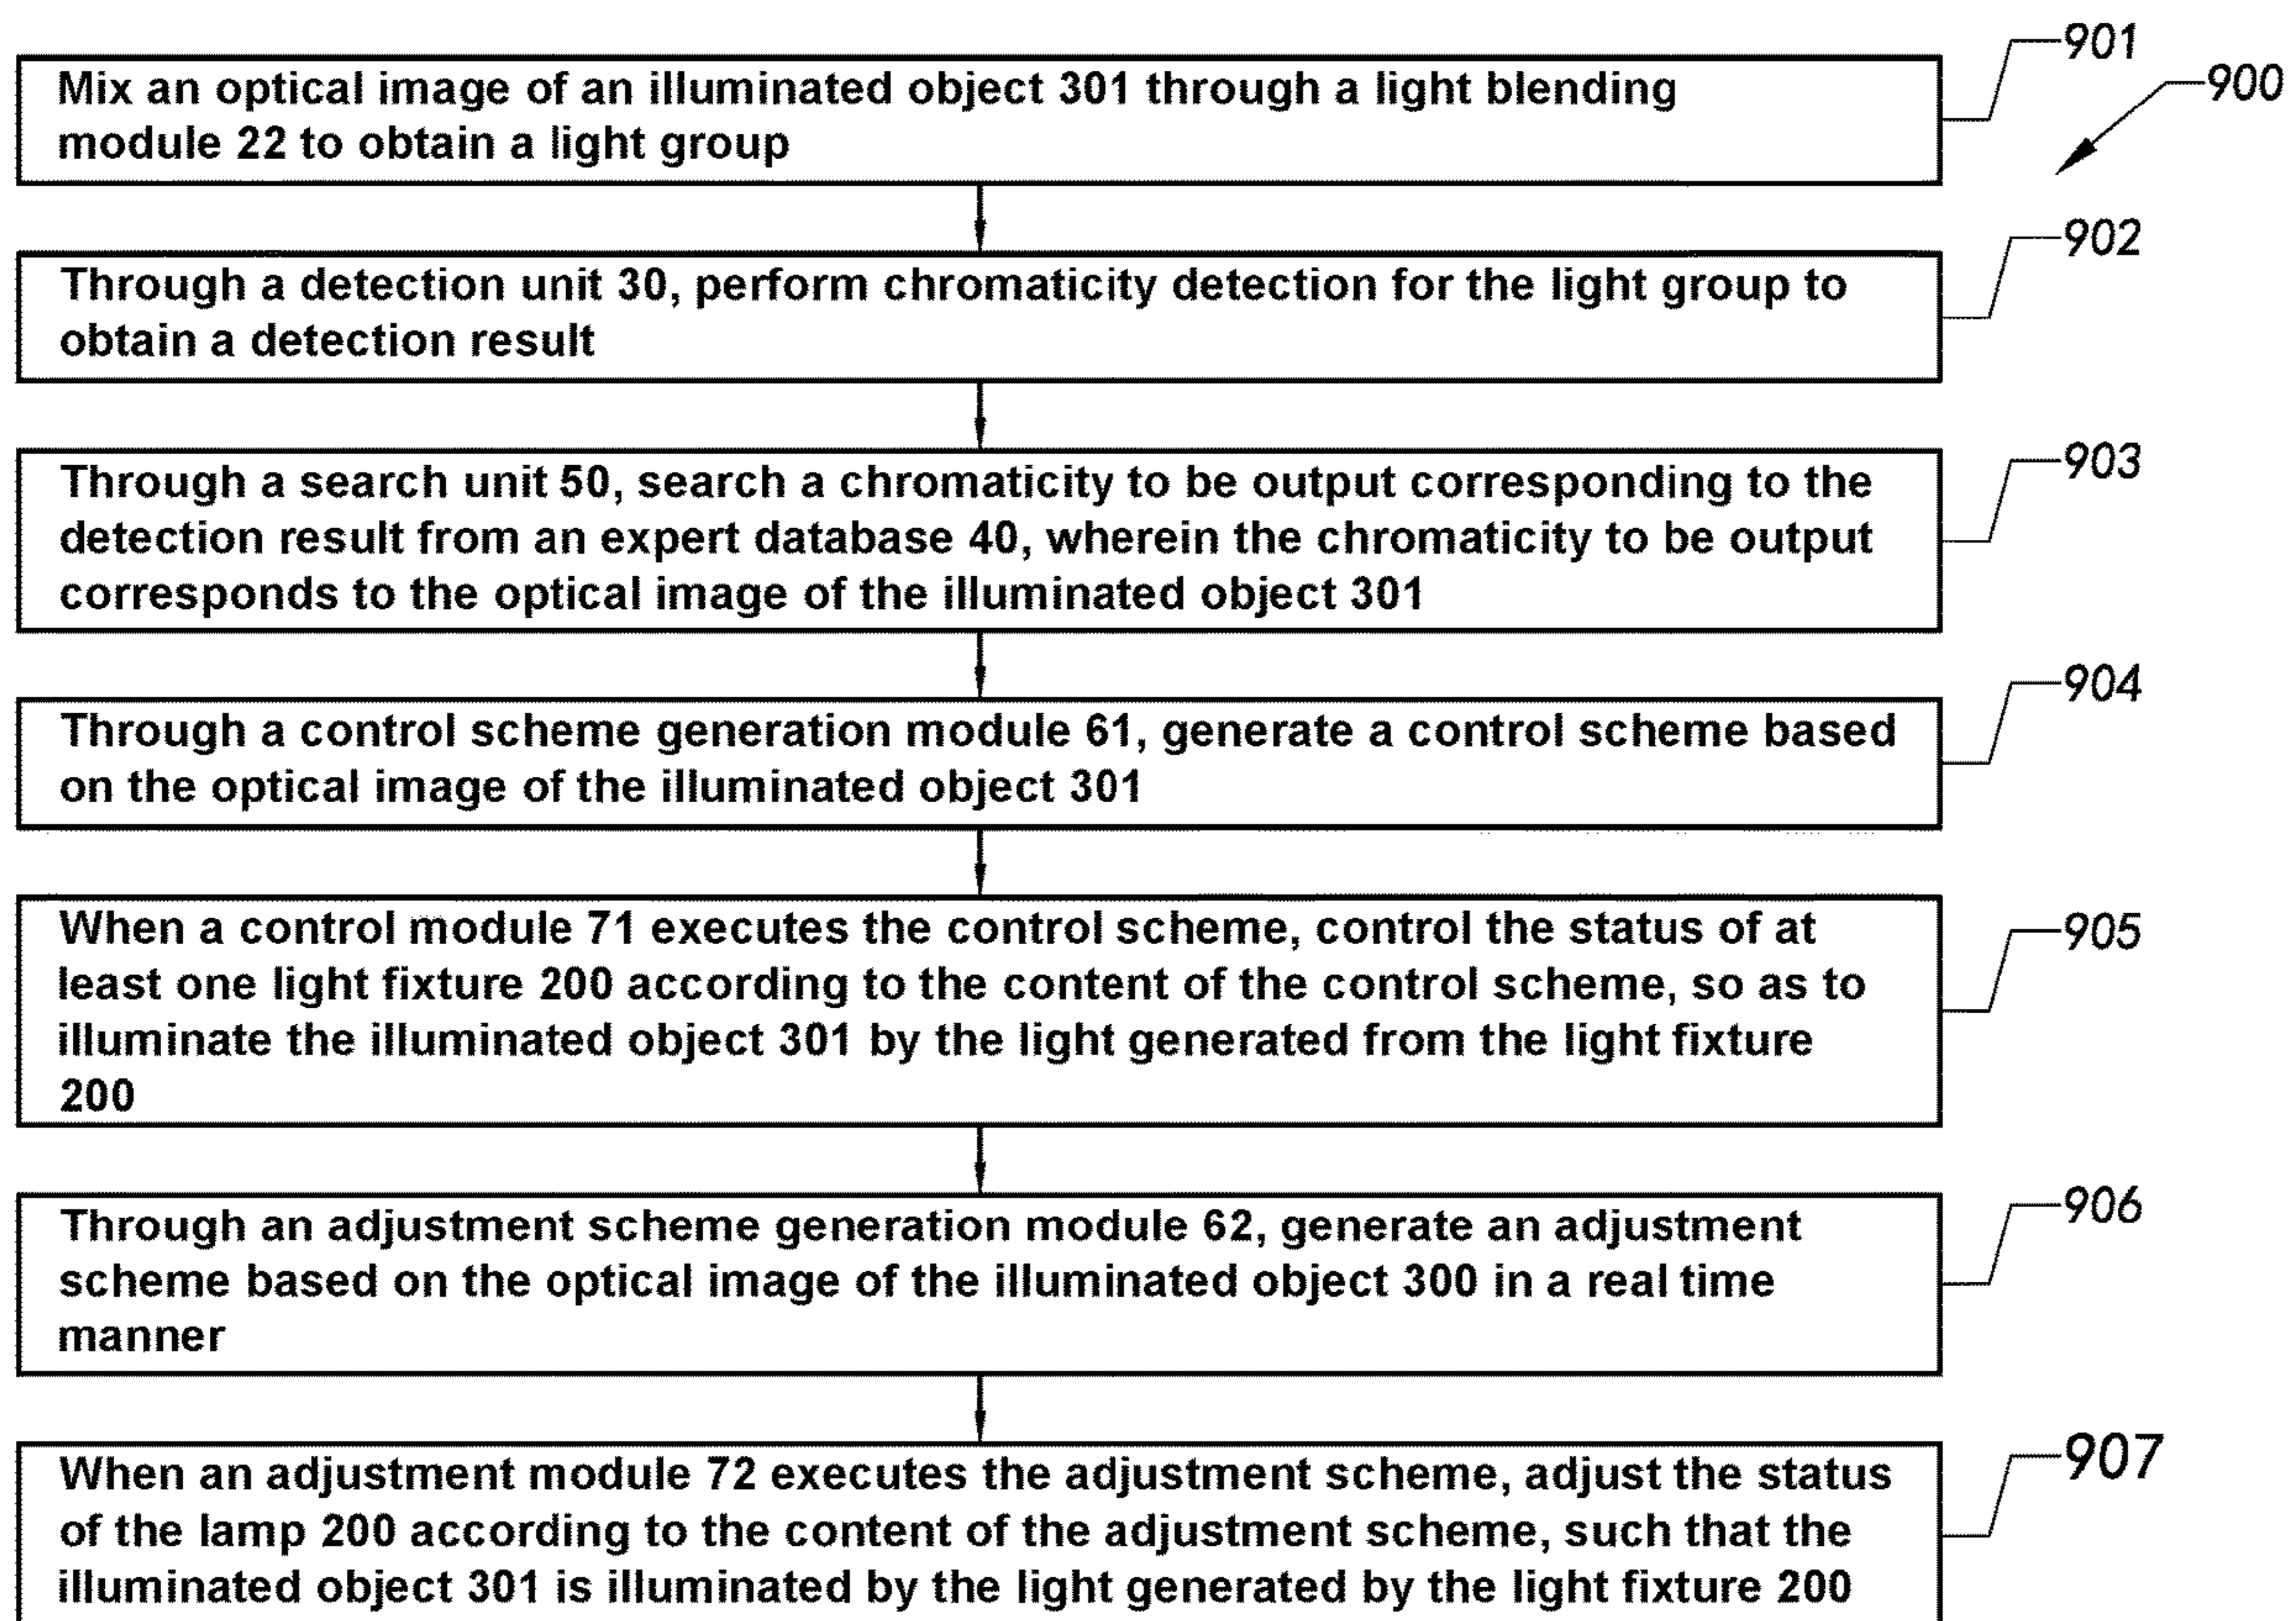 901
900
Mix an optical image of an illuminated object 301 through a light blending
module 22 to obtain a light group
902
Through a detection unit 30, perform chromaticity detection for the light group to
obtain a detection result
903
Through a search unit 50, search a chromaticity to be output corresponding to the
detection result from an expert database 40, wherein the chromaticity to be output
corresponds to the optical image of the illuminated object 301
904
Through a control scheme generation module 61, generate a control scheme based
on the optical image of the illuminated object 301
905
When a control module 71 executes the control scheme, control the status of at
least one light fixture 200 according to the content of the control scheme, so as to
illuminate the illuminated object 301 by the light generated from the light fixture
200
906
Through an adjustment scheme generation module 62, generate an adjustment
scheme based on the optical image of the illuminated object 300 in a real time
manner
907
When an adjustment module 72 executes the adjustment scheme, adjust the status
of the lamp 200 according to the content of the adjustment scheme, such that the
illuminated object 301 is illuminated by the light generated by the light fixture 200